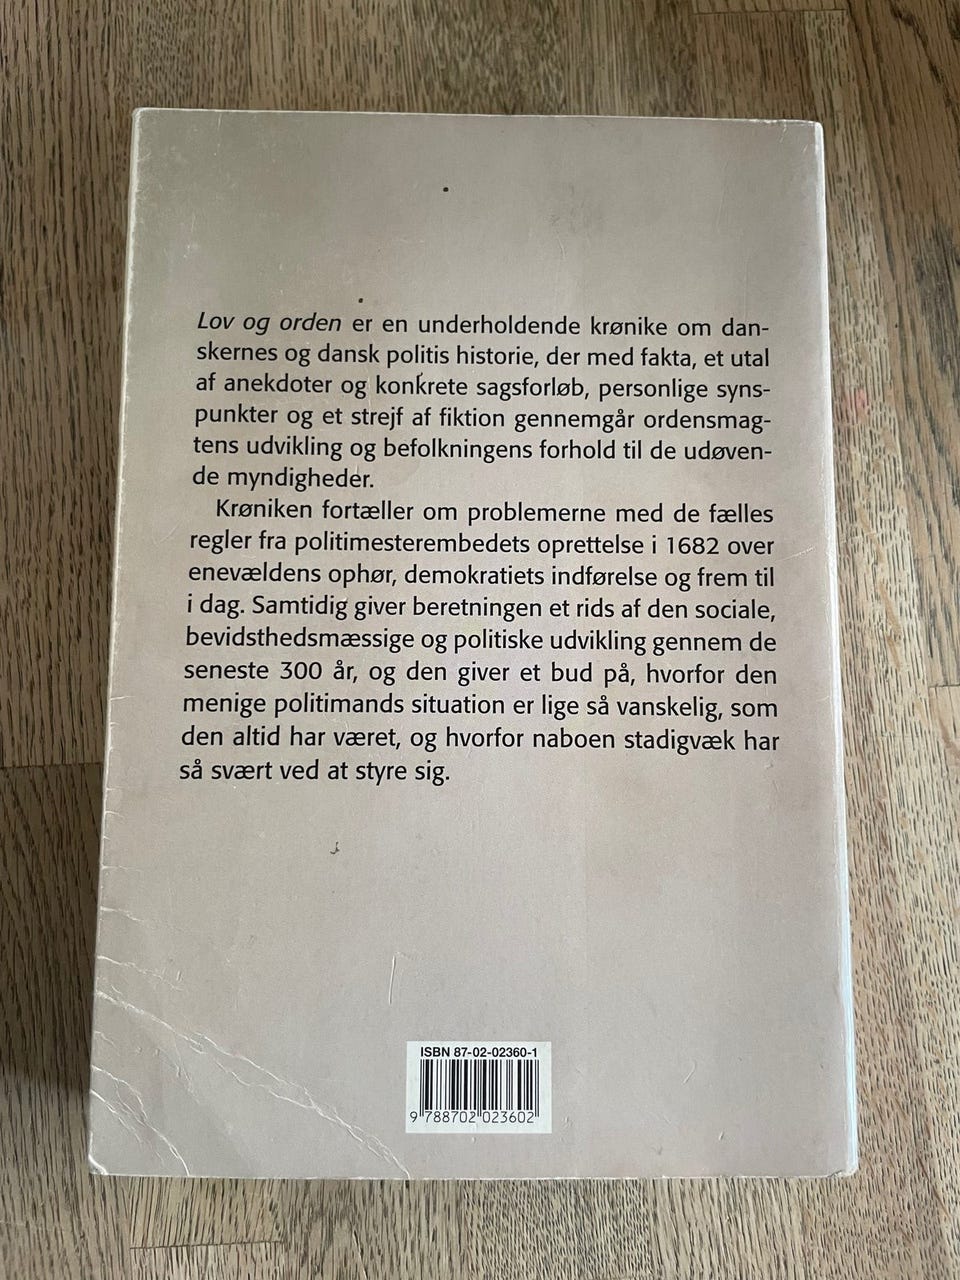 Lov og orden er en underholdende krønike om dan-
skernes og dansk politis historie, der med fakta, et utal
af anekdoter og konkrete sagsforløb, personlige syns-
punkter og et strejf af fiktion gennemgår ordensmag-
tens udvikling og befolkningens forhold til de udøven-
de myndigheder.
Krøniken fortæller om problemerne med de fælles
regler fra politimesterembedets oprettelse i 1682 over
enevældens ophør, demokratiets indførelse og frem til
i dag. Samtidig giver beretningen et rids af den sociale,
bevidsthedsmæssige og politiske udvikling gennem de
seneste 300 år, og den giver et bud på, hvorfor den
menige politimands situation er lige så vanskelig, som
den altid har været, og hvorfor naboen stadigvæk har
så svært ved at styre sig.
ISBN 87-02-02360-1
9 788702 023602